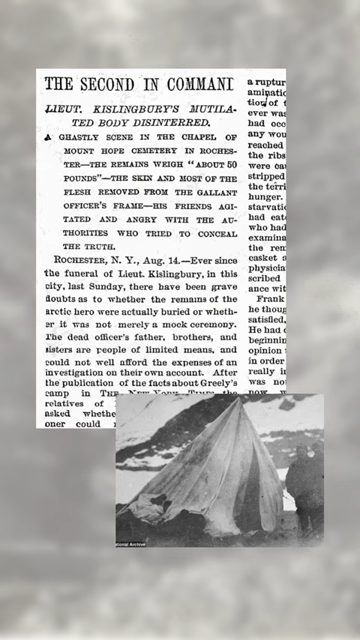 THE SECOND IN COMMAND
LIEUT. KISLINGBURY'S MUTILA-
TED BODY DISINTERRED.
A GHASTLY SCENE IN THE CHAPEL OF
MOUNT HOPE CEMETERY IN ROCHES-
TER—THE REMAINS WEIGH "ABOUT 50
POUNDS"—THE SKIN AND MOST OF THE
FLESH REMOVED FROM THE GALLANT
OFFICER'S FRAME—HIS FRIENDS AGI-
TATED AND ANGRY WITH THE AU-
THORITIES WHO TRIED TO CONCEAL
THE TRUTH.
ROCHESTER, N. Y., Aug. 14.—Ever since
the funeral of Lieut. Kislingbury, in this
city, last Sunday, there have been grave
doubts as to whether the remains of the
arctic hero were actually buried or wheth-
er it was not merely a mock ceremony.
The dead officer's father, brothers, and
sisters are people of limited means, and
could not well afford the expenses of an
investigation on their own account. After
the publication of the facts about Greely's
camp in THE NEW-YORK TIMES the
relatives of
asked whethe
oner could
a ruptur
aminatio
tion of t
ever was
had occ
any wou
reached
the ribs
were ca
stripped
the terri
hunger.
starvatio
had eate
who had
examina
the rem
casket a
physicia
scribed
ance wit
Frank
he thoug
satisfied,
He had c
beginnin
opinion t
in order
really i
was not
now w